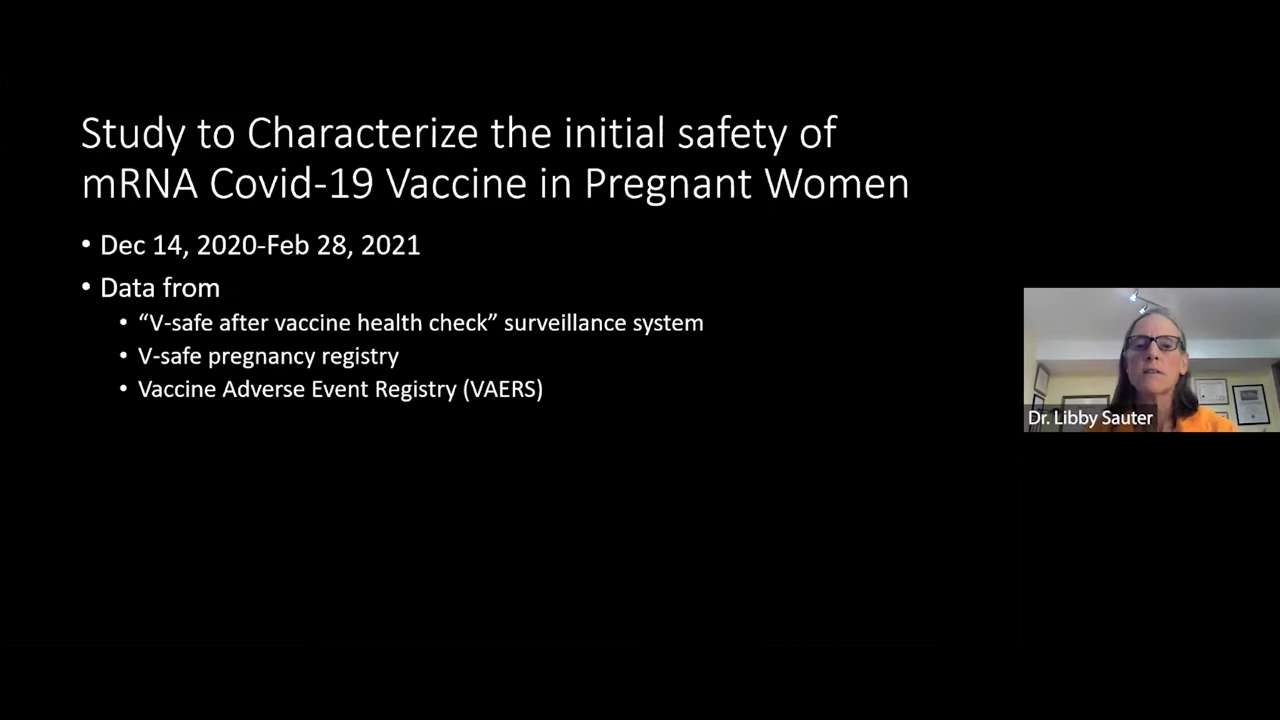 Study to Characterize the initial safety of
mRNA Covid-19 Vaccine in Pregnant Women
• Dec 14, 2020-Feb 28, 2021
• Data from
• “V-safe after vaccine health check” surveillance system
• V-safe pregnancy registry
• Vaccine Adverse Event Registry (VAERS)
Dr. Libby Sauter